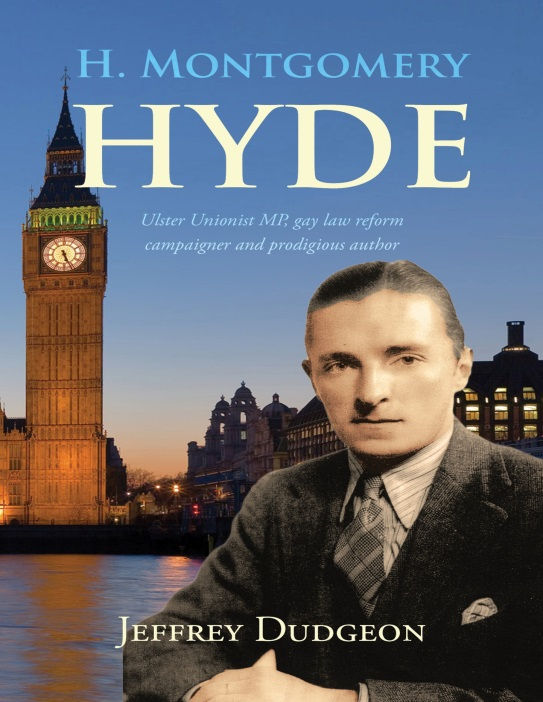 H. Montgomery
HYDE
Ulster Unionist MP, gay law reform
campaigner and prodigious author
Jeffrey Dudgeon